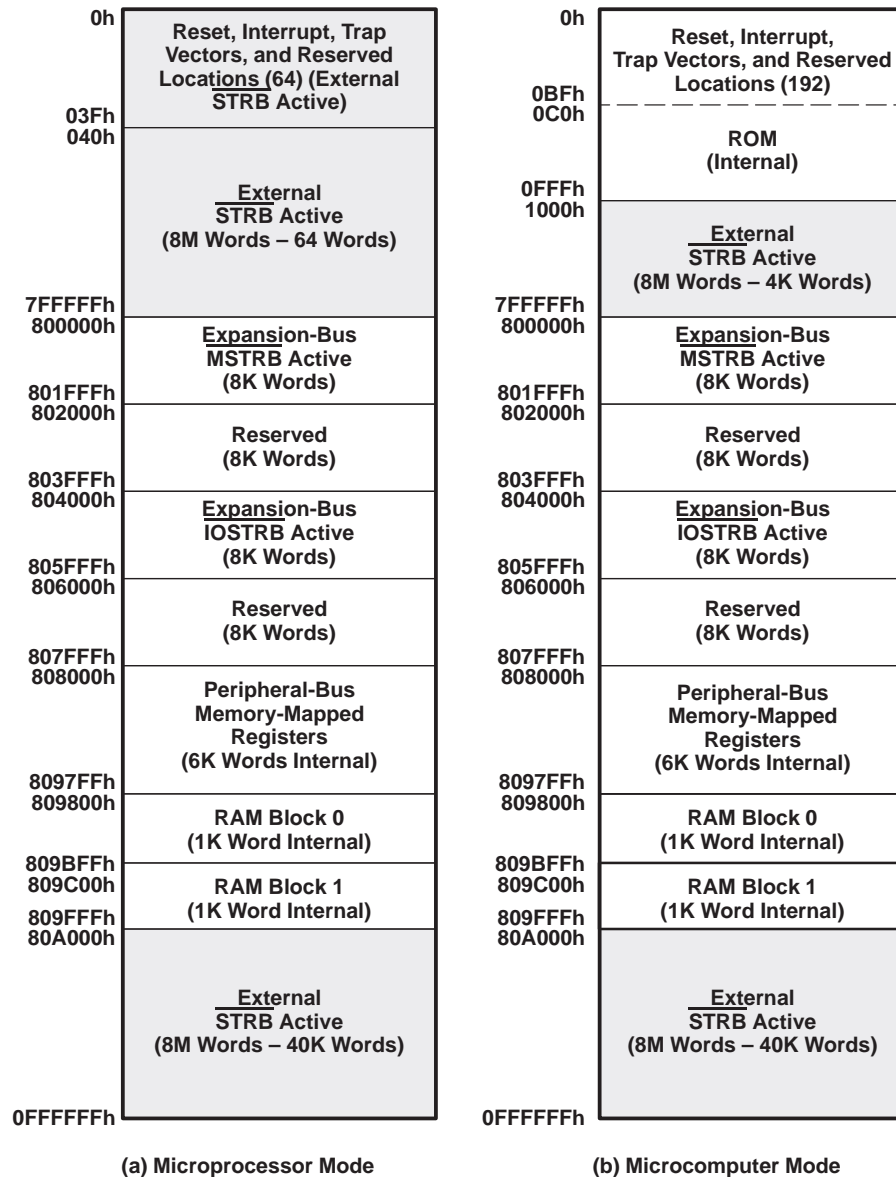 0h
Reset, Interrupt, Trap
Vectors, and Reserved
Locations (64) (External
STRB Active)
03Fh
040h
External
STRB Active
(8M Words – 64 Words)
7FFFFFh
800000h
Expansion-Bus
MSTRB Active
(8K Words)
801FFFh
802000h
Reserved
(8K Words)
803FFFh
804000h
Expansion-Bus
IOSTRB Active
(8K Words)
805FFFh
806000h
Reserved
(8K Words)
807FFFh
808000h
Peripheral-Bus
Memory-Mapped
Registers
(6K Words Internal)
8097FFh
809800h
RAM Block 0
(1K Word Internal)
809BFFh
809C00h
RAM Block 1
(1K Word Internal)
809FFFh
80A000h
External
STRB Active
(8M Words – 40K Words)
0FFFFFFh
(a) Microprocessor Mode
0h
Reset, Interrupt,
Trap Vectors, and Reserved
Locations (192)
0BFh
0C0h
ROM
(Internal)
0FFFh
1000h
External
STRB Active
(8M Words – 4K Words)
7FFFFFh
800000h
Expansion-Bus
MSTRB Active
(8K Words)
801FFFh
802000h
Reserved
(8K Words)
803FFFh
804000h
Expansion-Bus
IOSTRB Active
(8K Words)
805FFFh
806000h
Reserved
(8K Words)
807FFFh
808000h
Peripheral-Bus
Memory-Mapped
Registers
(6K Words Internal)
8097FFh
809800h
RAM Block 0
(1K Word Internal)
809BFFh
809C00h
RAM Block 1
(1K Word Internal)
809FFFh
80A000h
External
STRB Active
(8M Words – 40K Words)
0FFFFFFh
(b) Microcomputer Mode